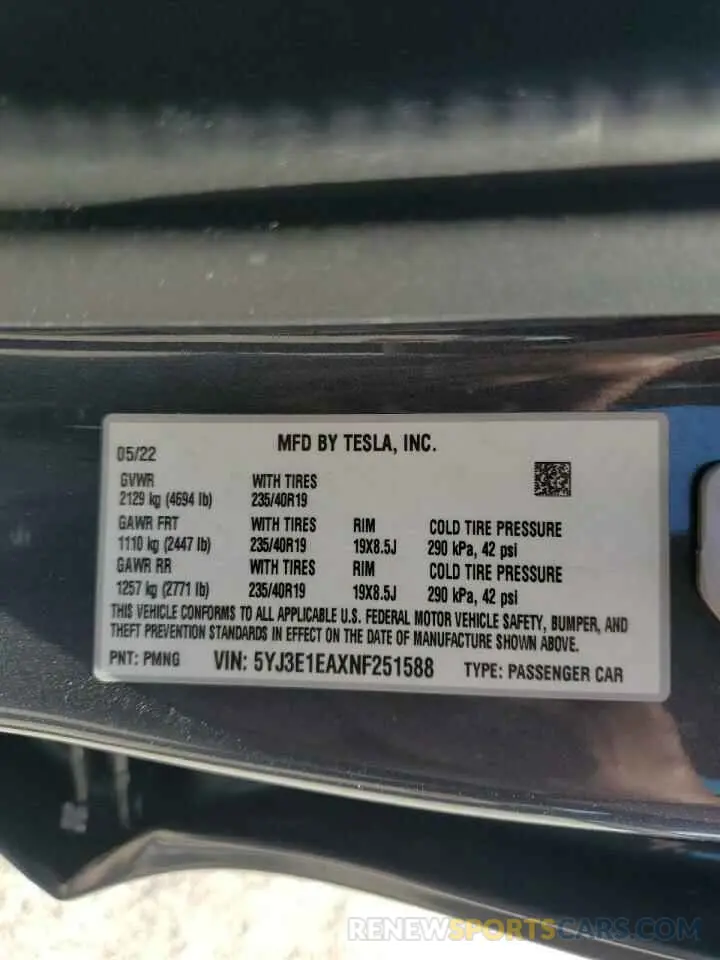 MFD BY TESLA, INC.
05/22
GVWR WITH TIRES
2129 kg (4694 lb) 235/40R19
GAWR FRT WITH TIRES RIM COLD TIRE PRESSURE
1110 kg (2447 lb) 235/40R19 19X8.5J 290 kPa, 42 psi
GAWR RR WITH TIRES RIM COLD TIRE PRESSURE
1257 kg (2771 lb) 235/40R19 19X8.5J 290 kPa, 42 psi
THIS VEHICLE CONFORMS TO ALL APPLICABLE U.S. FEDERAL MOTOR VEHICLE SAFETY, BUMPER, AND
THEFT PREVENTION STANDARDS IN EFFECT ON THE DATE OF MANUFACTURE SHOWN ABOVE.
PNT: PMNG VIN: 5YJ3E1EAXNF251588 TYPE: PASSENGER CAR
RENEWSPORTSCARS.COM